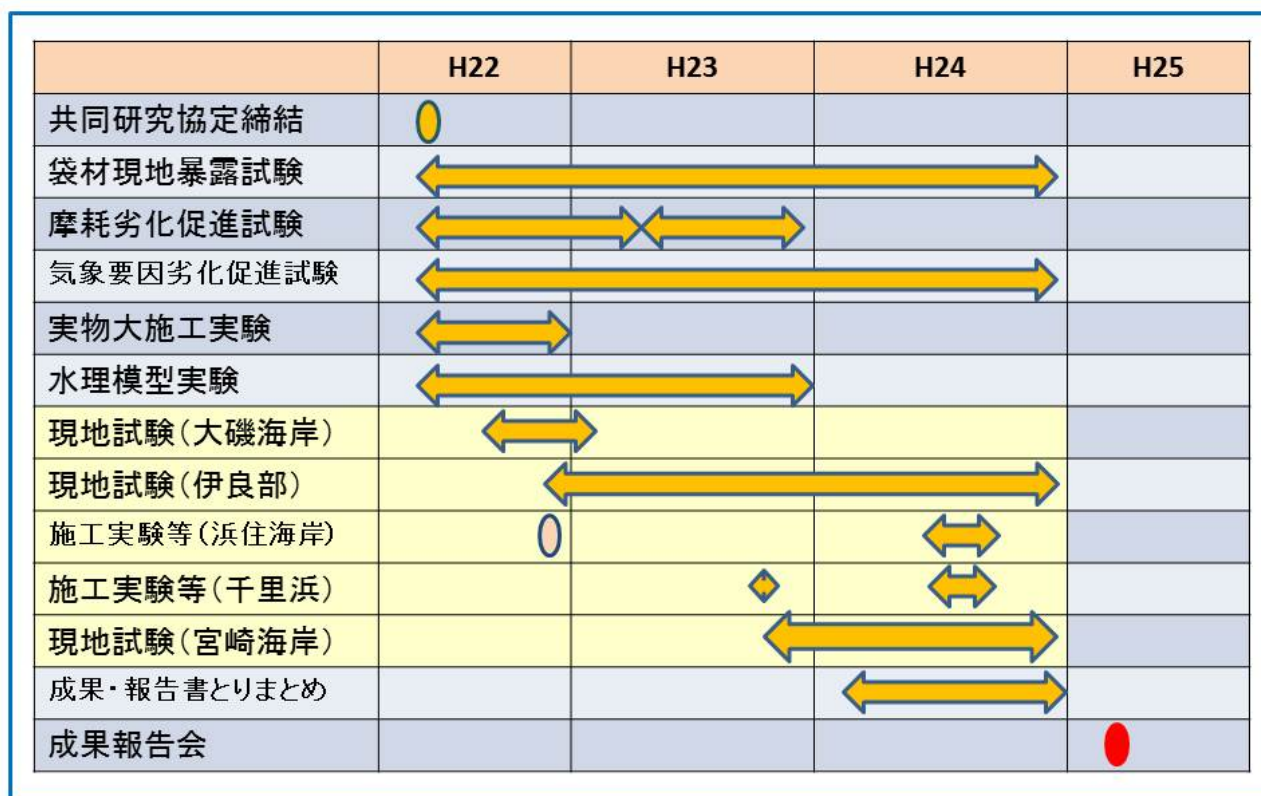 H22 H23 H24 H25
共同研究協定締結
袋材現地暴露試験
摩耗劣化促進試験
気象要因劣化促進試験
実物大施工実験
水理模型実験
現地試験(大磯海岸)
現地試験(伊良部)
施工実験等(浜住海岸)
施工実験等(千里浜)
現地試験(宮崎海岸)
成果・報告書とりまとめ
成果報告会